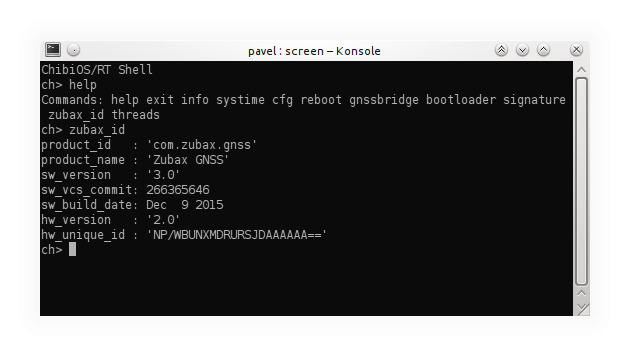 pavel : screen – Konsole
ChibiOS/RT Shell
ch> help
Commands: help exit info systime cfg reboot gnssbridge bootloader signature
 zubax_id threads
ch> zubax_id
product_id   : 'com.zubax.gnss'
product_name : 'Zubax GNSS'
sw_version   : '3.0'
sw_vcs_commit: 266365646
sw_build_date: Dec  9 2015
hw_version   : '2.0'
hw_unique_id : 'NP/WBUNXMDRURSJDAAAAAA=='
ch>